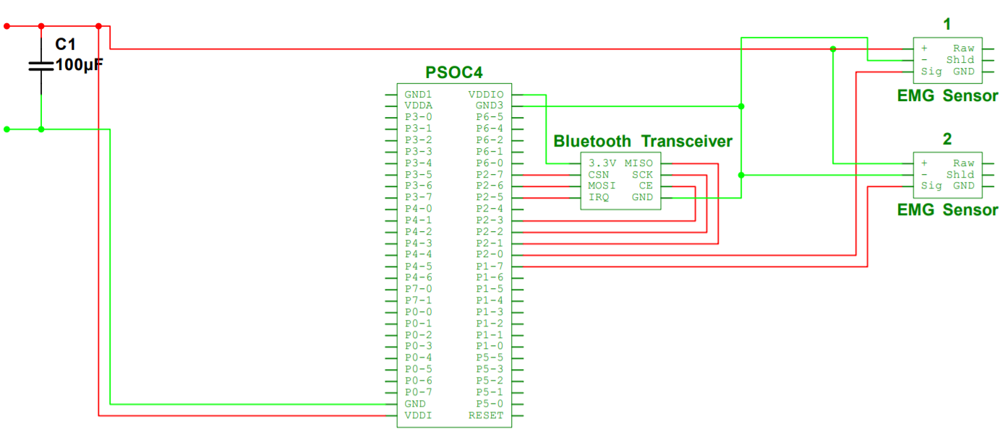 C1
100µF
PSOC4
GND1 VDDIO
VDDA GND3
P3-0 P6-5
P3-1 P6-4
P3-2 P6-2
P3-3 P6-1
P3-4 P6-0
P3-5 P2-7
P3-6 P2-6
P3-7 P2-5
P4-0 P2-4
P4-1 P2-3
P4-2 P2-2
P4-3 P2-1
P4-4 P2-0
P4-5 P1-7
P4-6 P1-6
P7-0 P1-5
P7-1 P1-4
P0-0 P1-3
P0-1 P1-2
P0-2 P1-1
P0-3 P1-0
P0-4 P5-5
P0-5 P5-3
P0-6 P5-2
P0-7 P5-1
GND P5-0
VDDI RESET
Bluetooth Transceiver
3.3V MISO
CSN SCK
MOSI CE
IRQ GND
1
+ Raw
- Shld
Sig GND
EMG Sensor
2
+ Raw
- Shld
Sig GND
EMG Sensor